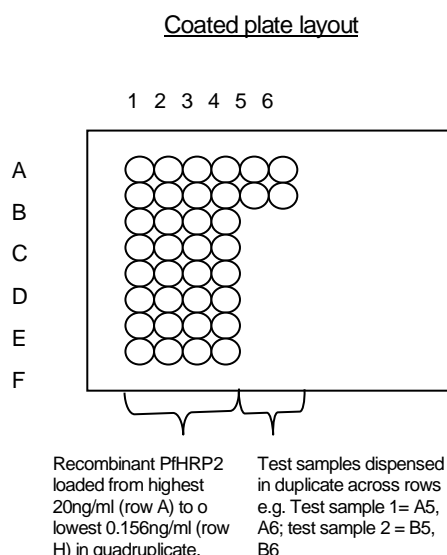 Coated plate layout
1 2 3 4 5 6
A
B
C
D
E
F
Recombinant PfHRP2
loaded from highest
20ng/ml (row A) to o
lowest 0.156ng/ml (row
H) in quadruplicate.
Test samples dispensed
in duplicate across rows
e.g. Test sample 1= A5,
A6; test sample 2 = B5,
B6